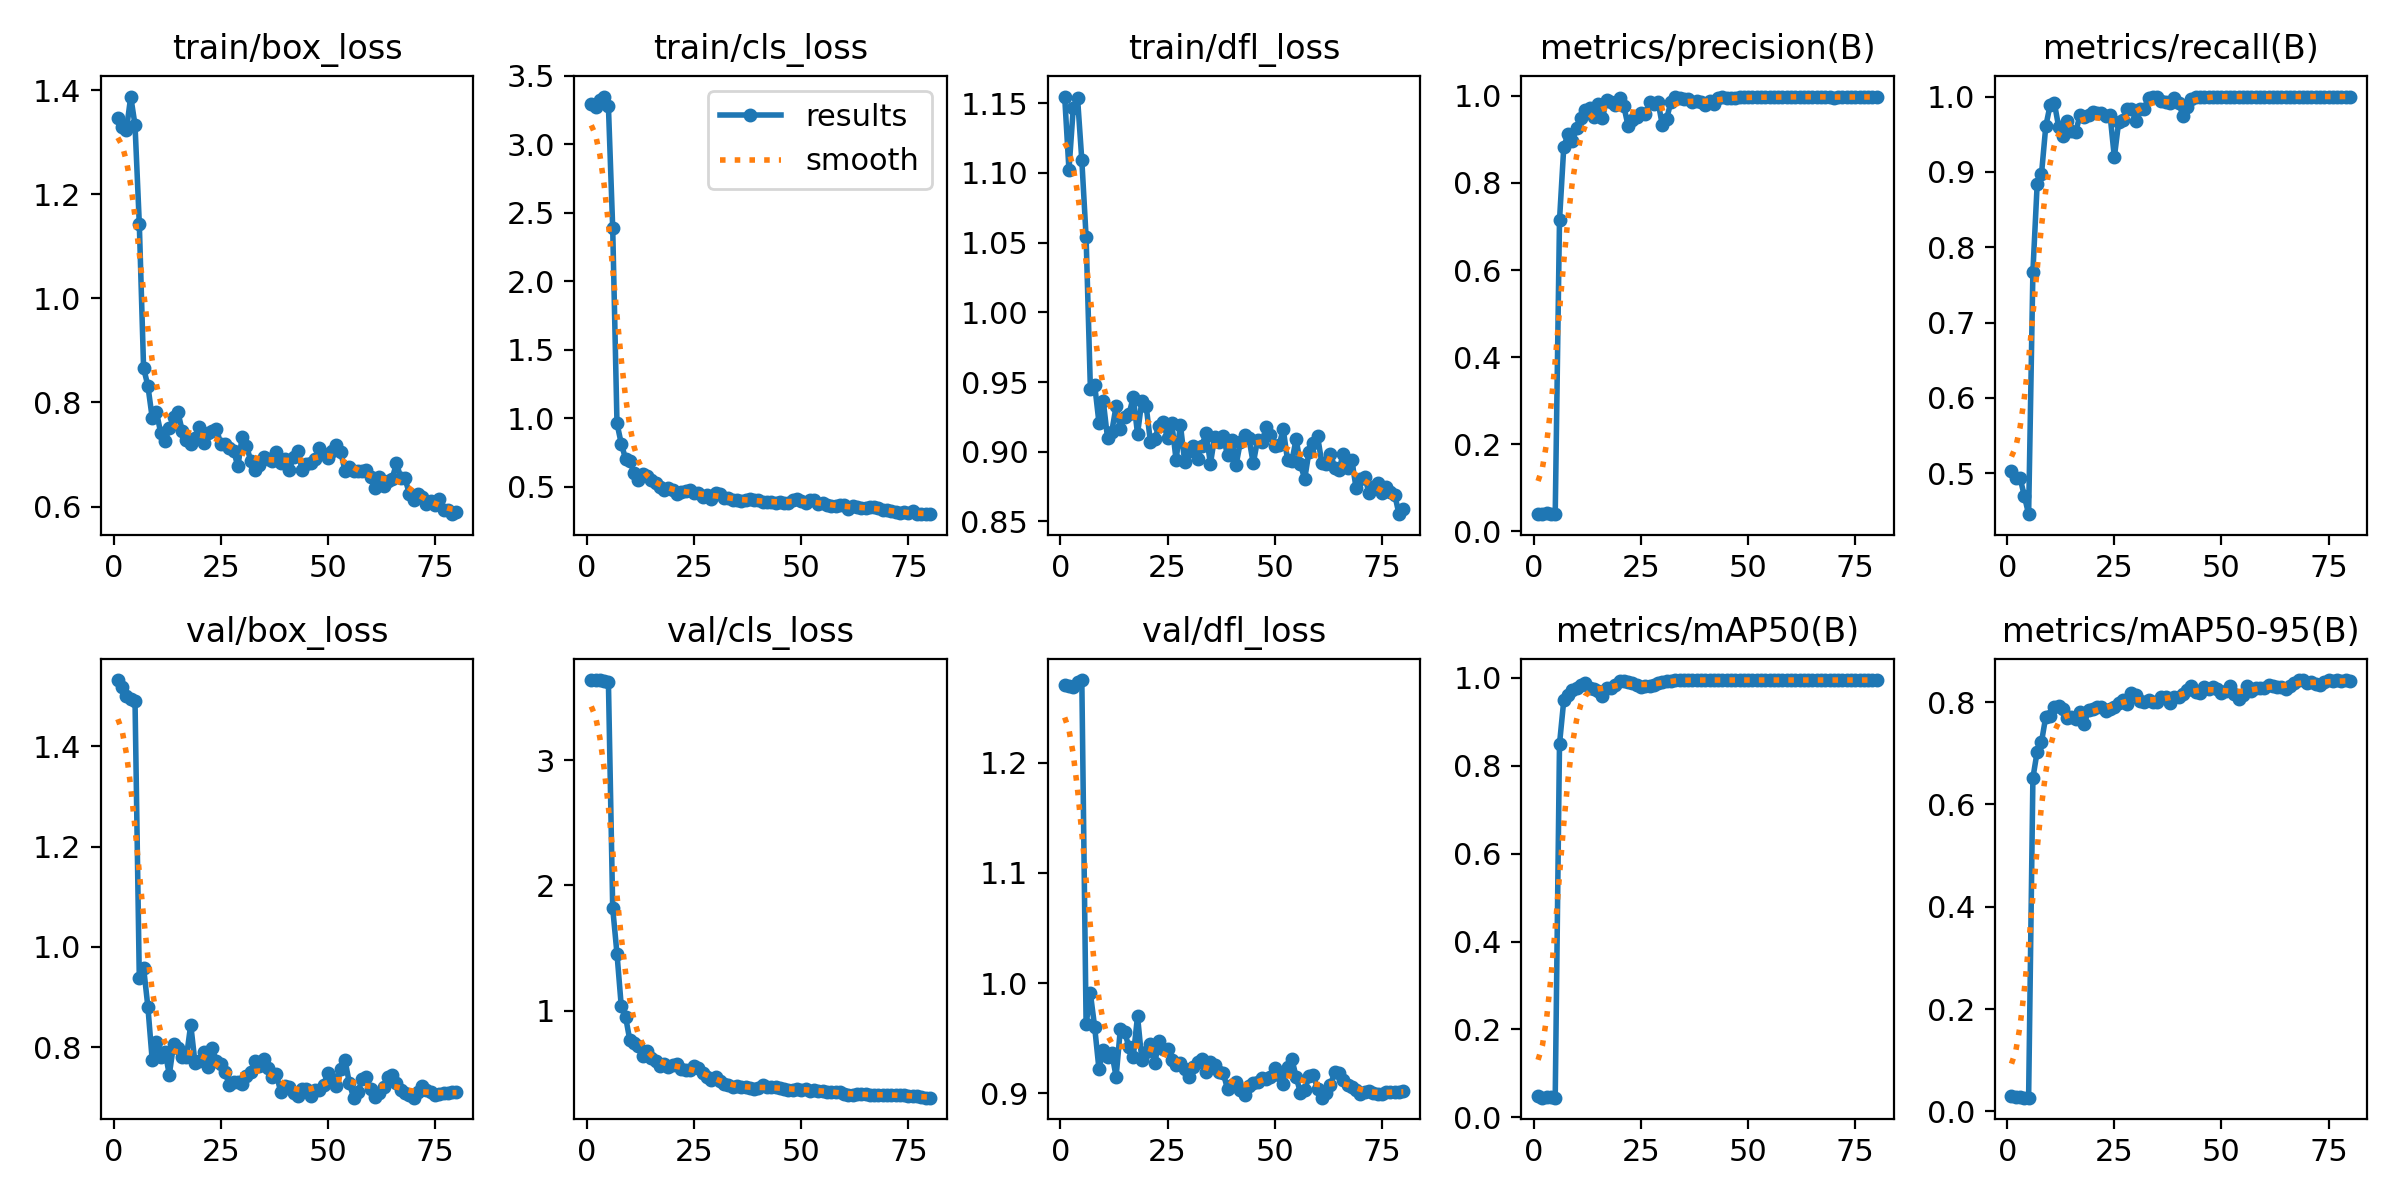 train/box_loss
1.4
1.2
1.0
0.8
0.6
0 25 50 75
train/cls_loss
3.5
3.0
2.5
2.0
1.5
1.0
0.5
0 25 50 75
results
smooth
train/dfl_loss
1.15
1.10
1.05
1.00
0.95
0.90
0.85
0 25 50 75
metrics/precision(B)
1.0
0.8
0.6
0.4
0.2
0.0
0 25 50 75
metrics/recall(B)
1.0
0.9
0.8
0.7
0.6
0.5
0 25 50 75
val/box_loss
1.4
1.2
1.0
0.8
0 25 50 75
val/cls_loss
3
2
1
0 25 50 75
val/dfl_loss
1.2
1.1
1.0
0.9
0 25 50 75
metrics/mAP50(B)
1.0
0.8
0.6
0.4
0.2
0.0
0 25 50 75
metrics/mAP50-95(B)
0.8
0.6
0.4
0.2
0.0
0 25 50 75